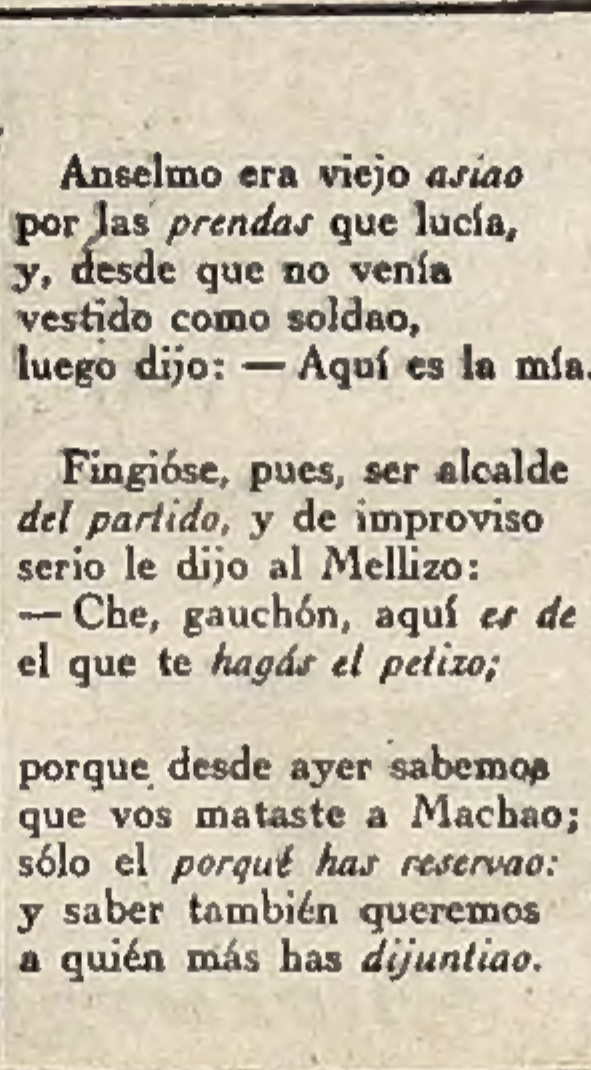 Anselmo era viejo asiao
por las prendas que lucía,
y, desde que no venía
vestido como soldao,
luego dijo: — Aquí es la mía.
Fingióse, pues, ser alcalde
del partido, y de improviso
serio le dijo al Mellizo:
— Che, gauchón, aquí es de
el que te hagás el petizo;
porque desde ayer sabemos
que vos mataste a Machao;
sólo el porqué has reservao:
y saber también queremos
a quién más has dijuntiao.